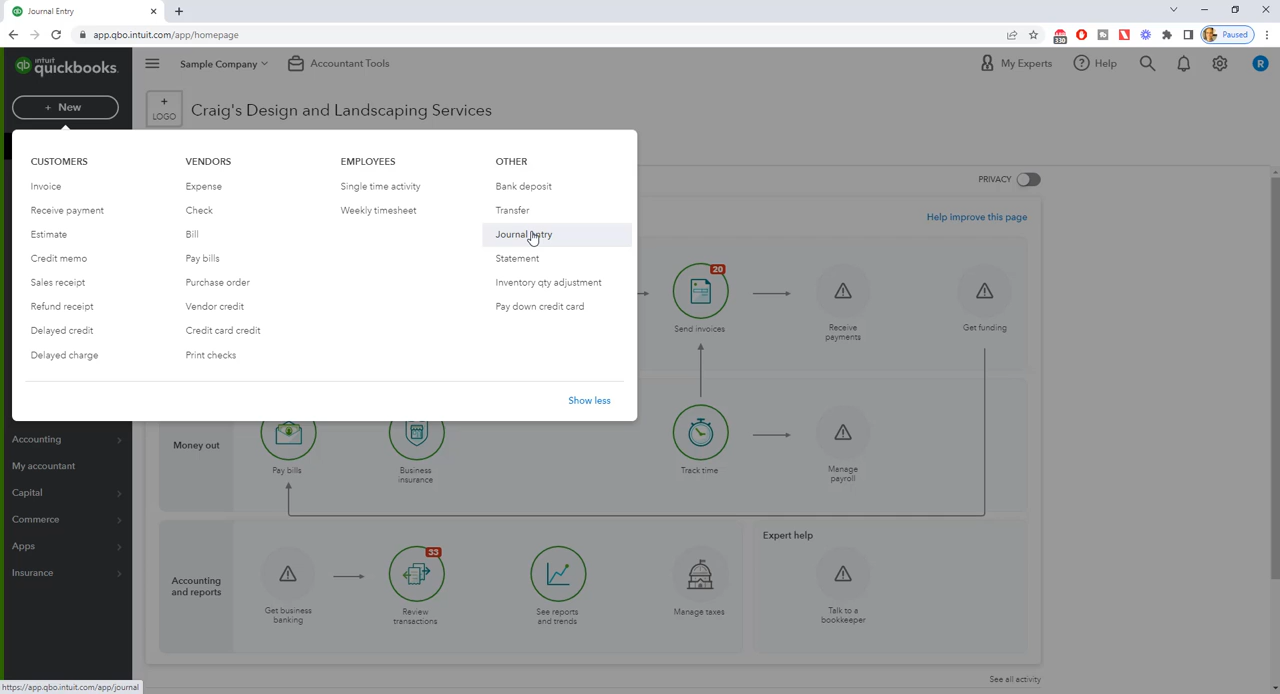 Journal Entry
app.qbo.intuit.com/app/homepage
330
Paused
intuit
quickbooks.
Sample Company
Accountant Tools
My Experts
Help
R
+ New
+
LOGO
Craig's Design and Landscaping Services
CUSTOMERS
Invoice
Receive payment
Estimate
Credit memo
Sales receipt
Refund receipt
Delayed credit
Delayed charge
VENDORS
Expense
Check
Bill
Pay bills
Purchase order
Vendor credit
Credit card credit
Print checks
EMPLOYEES
Single time activity
Weekly timesheet
OTHER
Bank deposit
Transfer
Journal entry
Statement
Inventory qty adjustment
Pay down credit card
Show less
PRIVACY
Help improve this page
20
Send invoices
Receive
payments
Get funding
Accounting
My accountant
Capital
Commerce
Apps
Insurance
Money out
Pay bills
Business
insurance
Track time
Manage
payroll
Accounting
and reports
Get business
banking
33
Review
transactions
See reports
and trends
Manage taxes
Expert help
Talk to a
bookkeeper
See all activity
https://app.qbo.intuit.com/app/journal